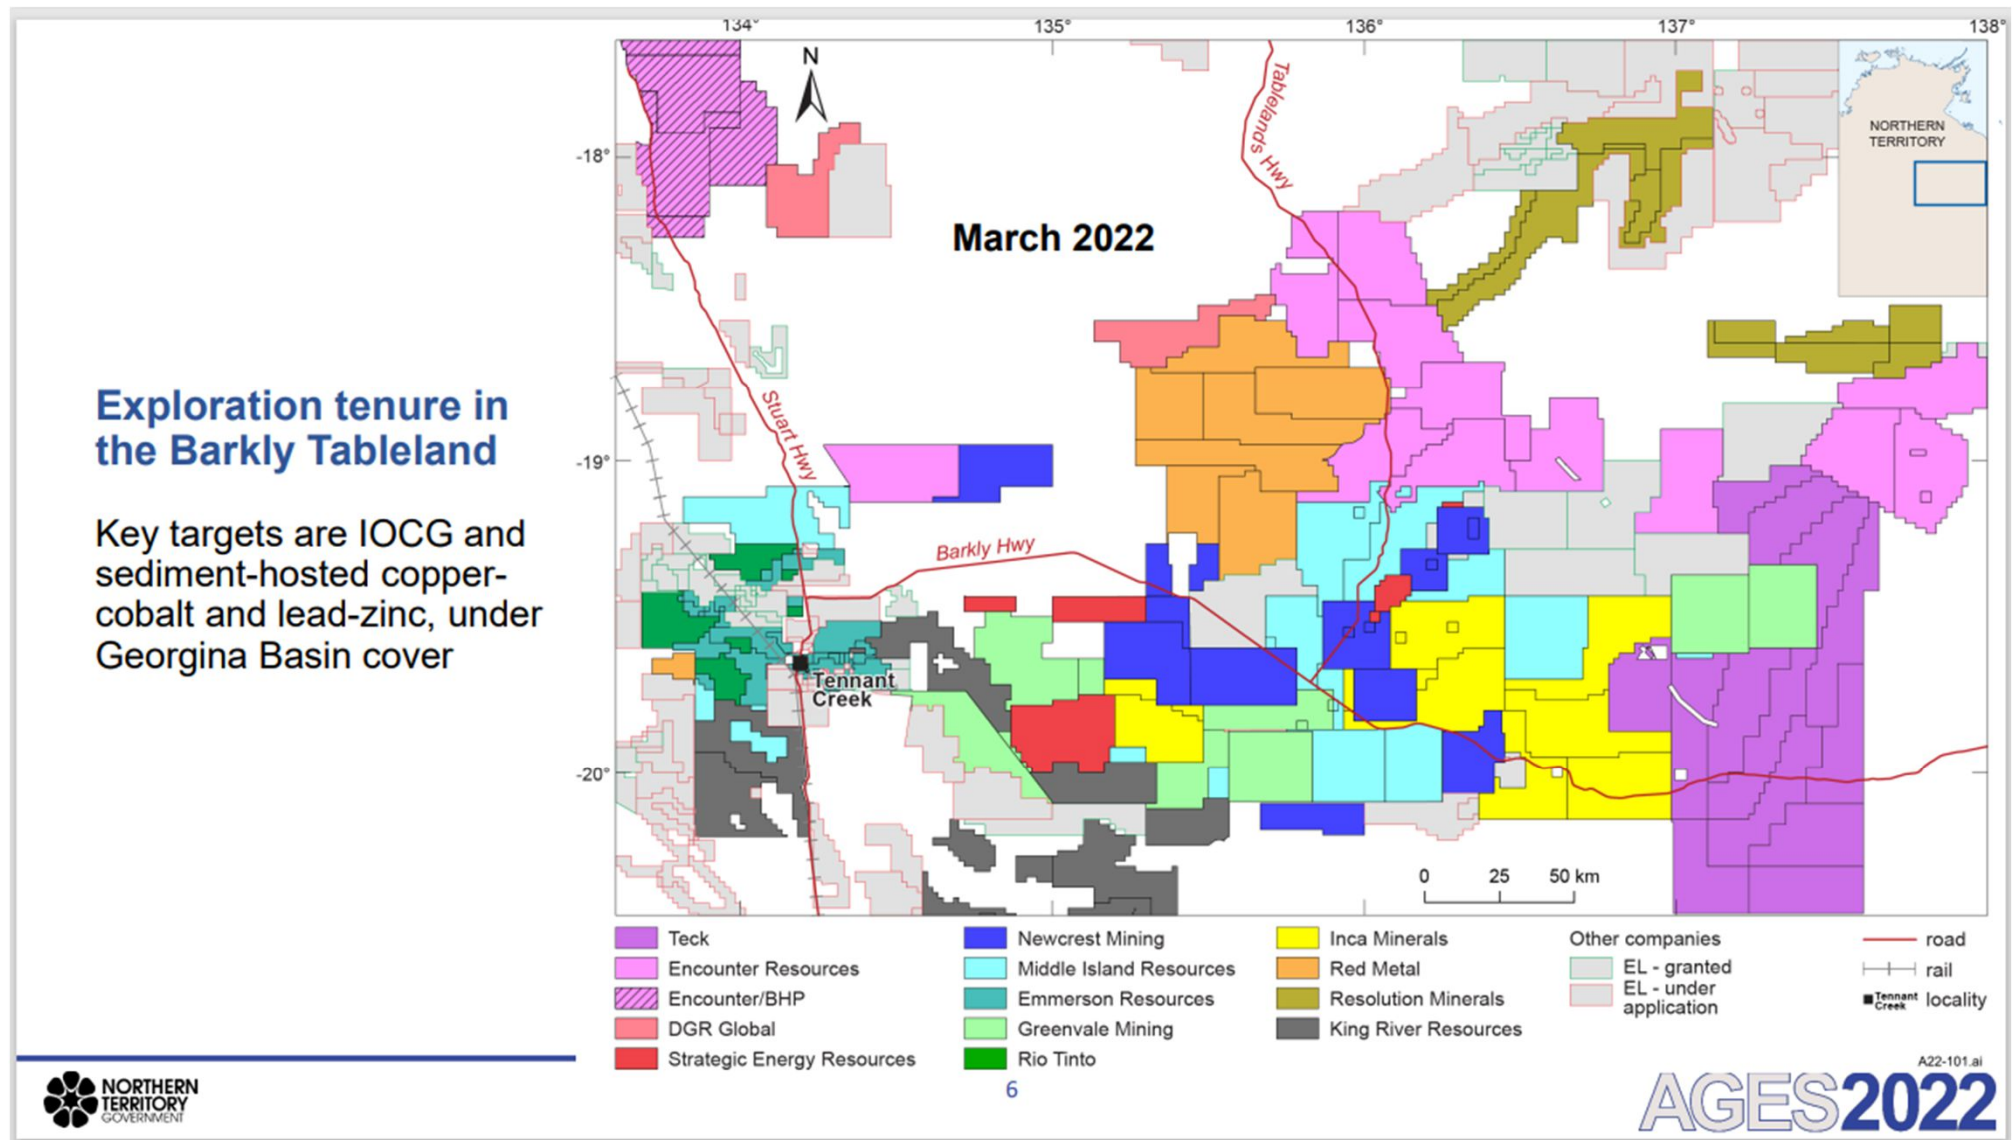 134°
135°
136°
137°
138°
N
-18°
-19°
-20°
Tablelands Hwy
NORTHERN
TERRITORY
March 2022
Exploration tenure in
the Barkly Tableland
Key targets are IOCG and
sediment-hosted copper-
cobalt and lead-zinc, under
Georgina Basin cover
Stuart Hwy
Barkly Hwy
Tennant
Creek
0 25 50 km
Teck
Encounter Resources
Encounter/BHP
DGR Global
Strategic Energy Resources
Newcrest Mining
Middle Island Resources
Emmerson Resources
Greenvale Mining
Rio Tinto
Inca Minerals
Red Metal
Resolution Minerals
King River Resources
Other companies
EL - granted
EL - under
application
road
rail
Tennant
Creek
locality
A22-101.ai
NORTHERN
TERRITORY
GOVERNMENT
6
AGES2022